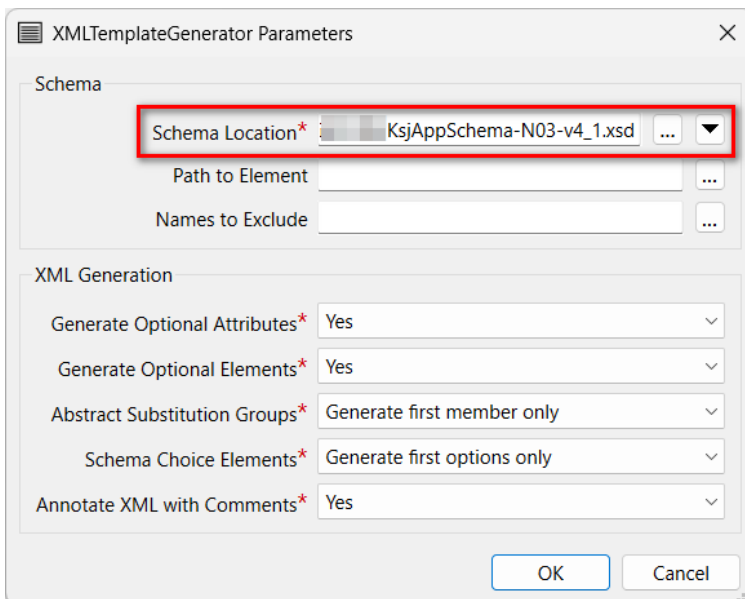 XMLTemplateGenerator Parameters
Schema
Schema Location* KsjAppSchema-N03-v4_1.xsd ...
Path to Element ...
Names to Exclude ...
XML Generation
Generate Optional Attributes* Yes
Generate Optional Elements* Yes
Abstract Substitution Groups* Generate first member only
Schema Choice Elements* Generate first options only
Annotate XML with Comments* Yes
OK Cancel